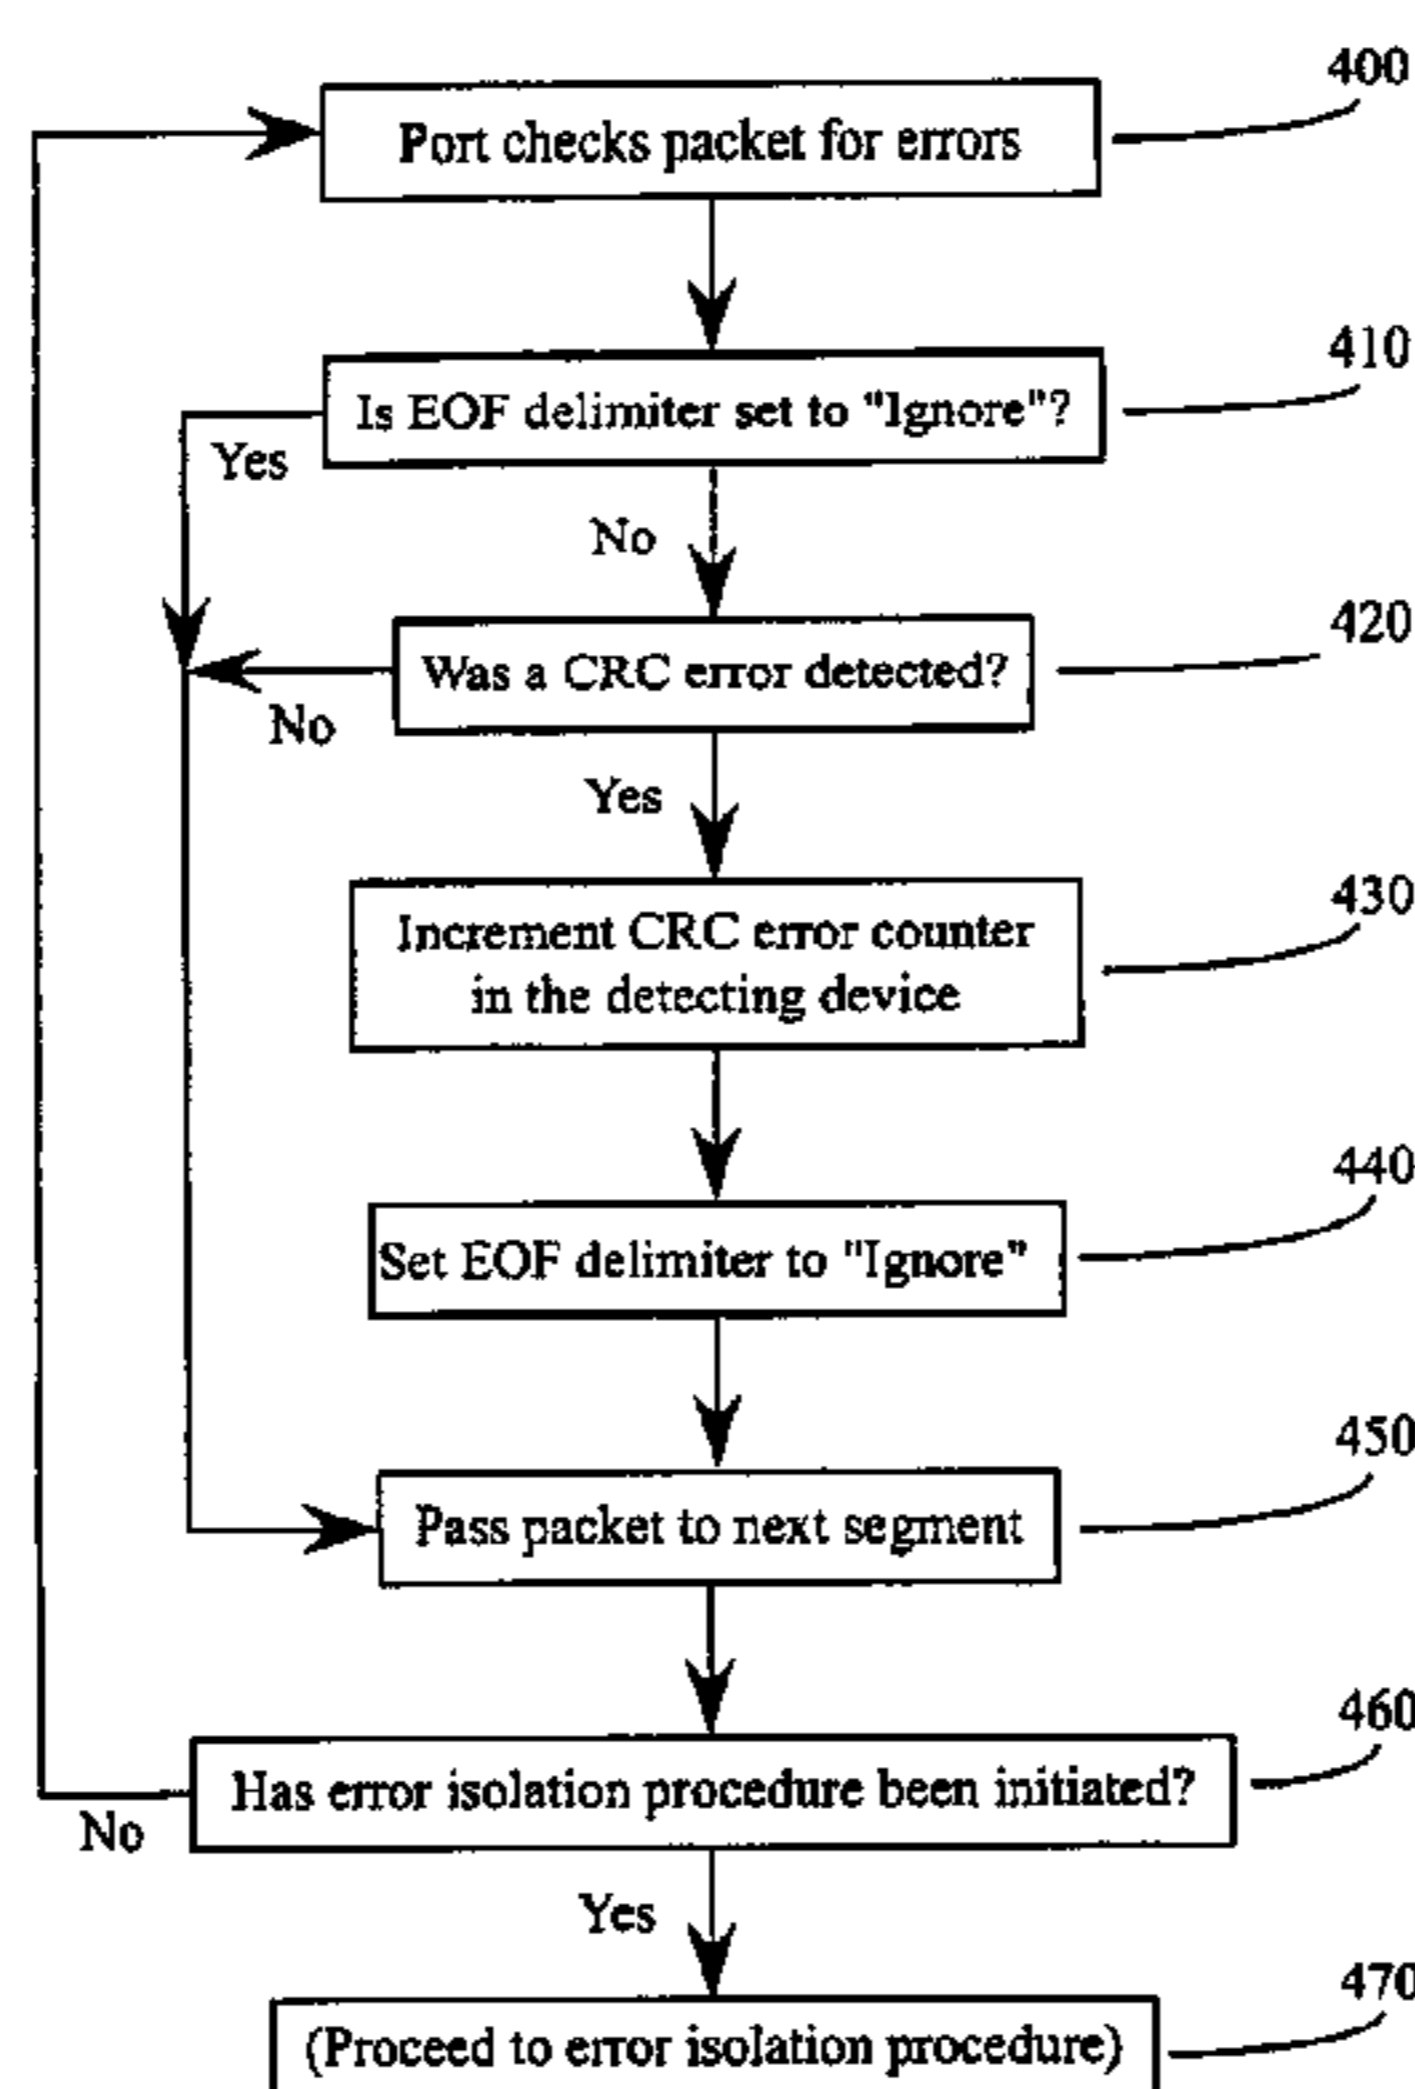 400
Port checks packet for errors
410
Is EOF delimiter set to "Ignore"?
Yes
No
420
Was a CRC error detected?
No
Yes
430
Increment CRC error counter
in the detecting device
440
Set EOF delimiter to "Ignore"
450
Pass packet to next segment
460
Has error isolation procedure been initiated?
No
Yes
470
(Proceed to error isolation procedure)